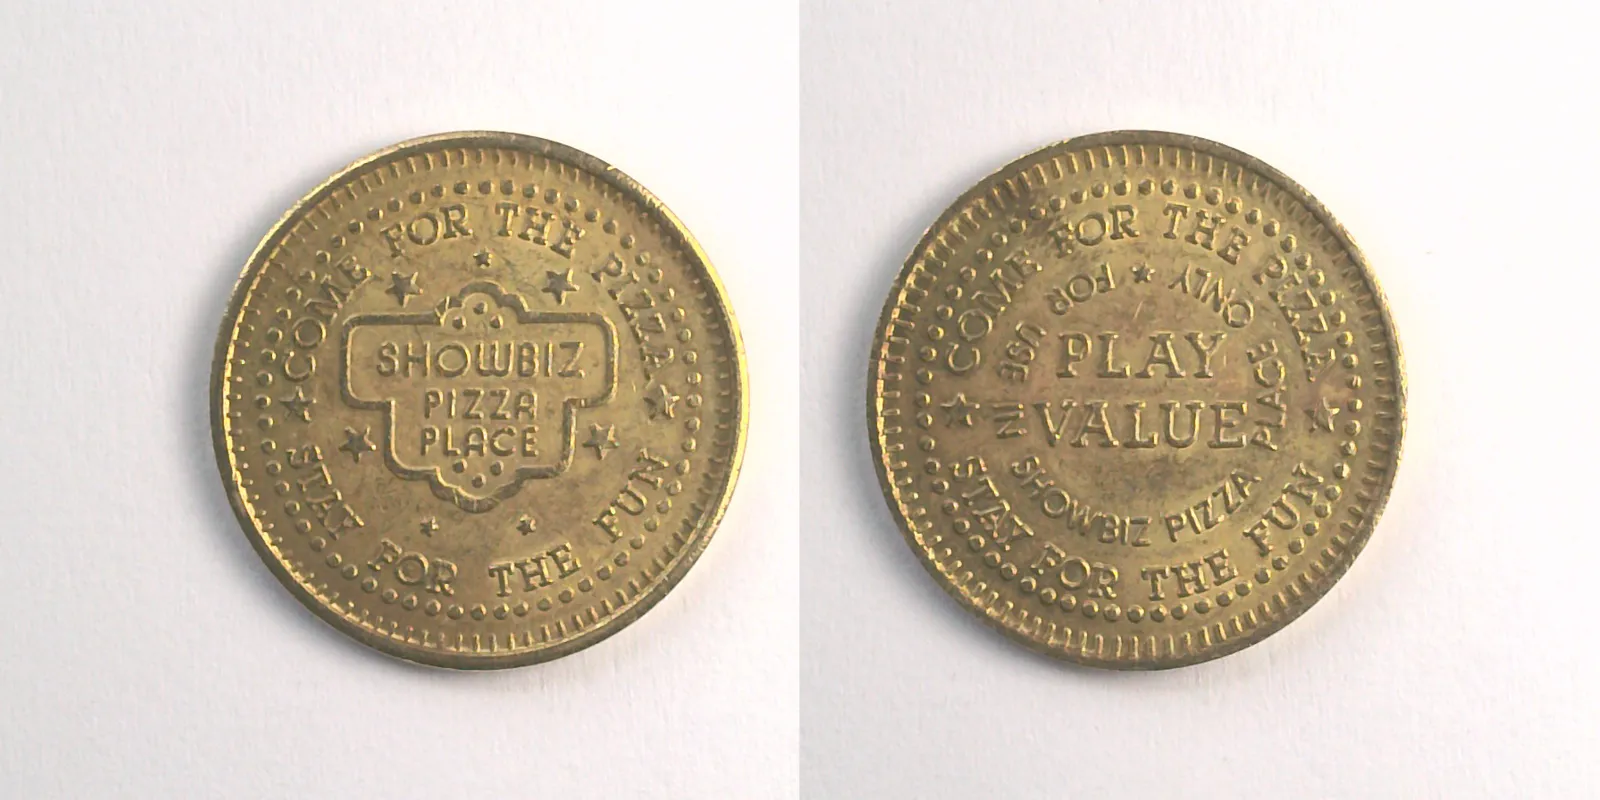 COME FOR THE PIZZA
SHOWBIZ
PIZZA
PLACE
STAY FOR THE FUN
COME FOR THE PIZZA
FOR USE ONLY
PLAY
VALUE
IN SHOWBIZ PIZZA PLACE
STAY FOR THE FUN